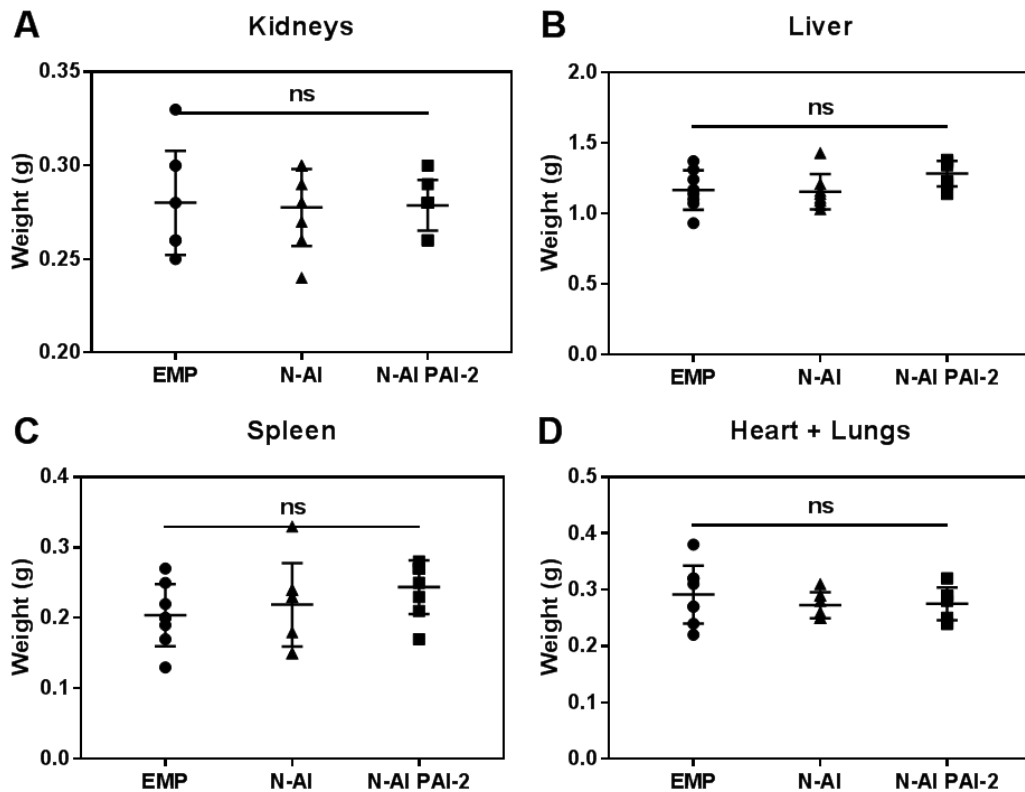 A
Kidneys
Weight (g)
0.35
0.30
0.25
0.20
ns
EMP
N-AI
N-AI PAI-2
B
Liver
Weight (g)
2.0
1.5
1.0
0.5
0.0
ns
EMP
N-AI
N-AI PAI-2
C
Spleen
Weight (g)
0.4
0.3
0.2
0.1
0.0
ns
EMP
N-AI
N-AI PAI-2
D
Heart + Lungs
Weight (g)
0.5
0.4
0.3
0.2
0.1
0.0
ns
EMP
N-AI
N-AI PAI-2